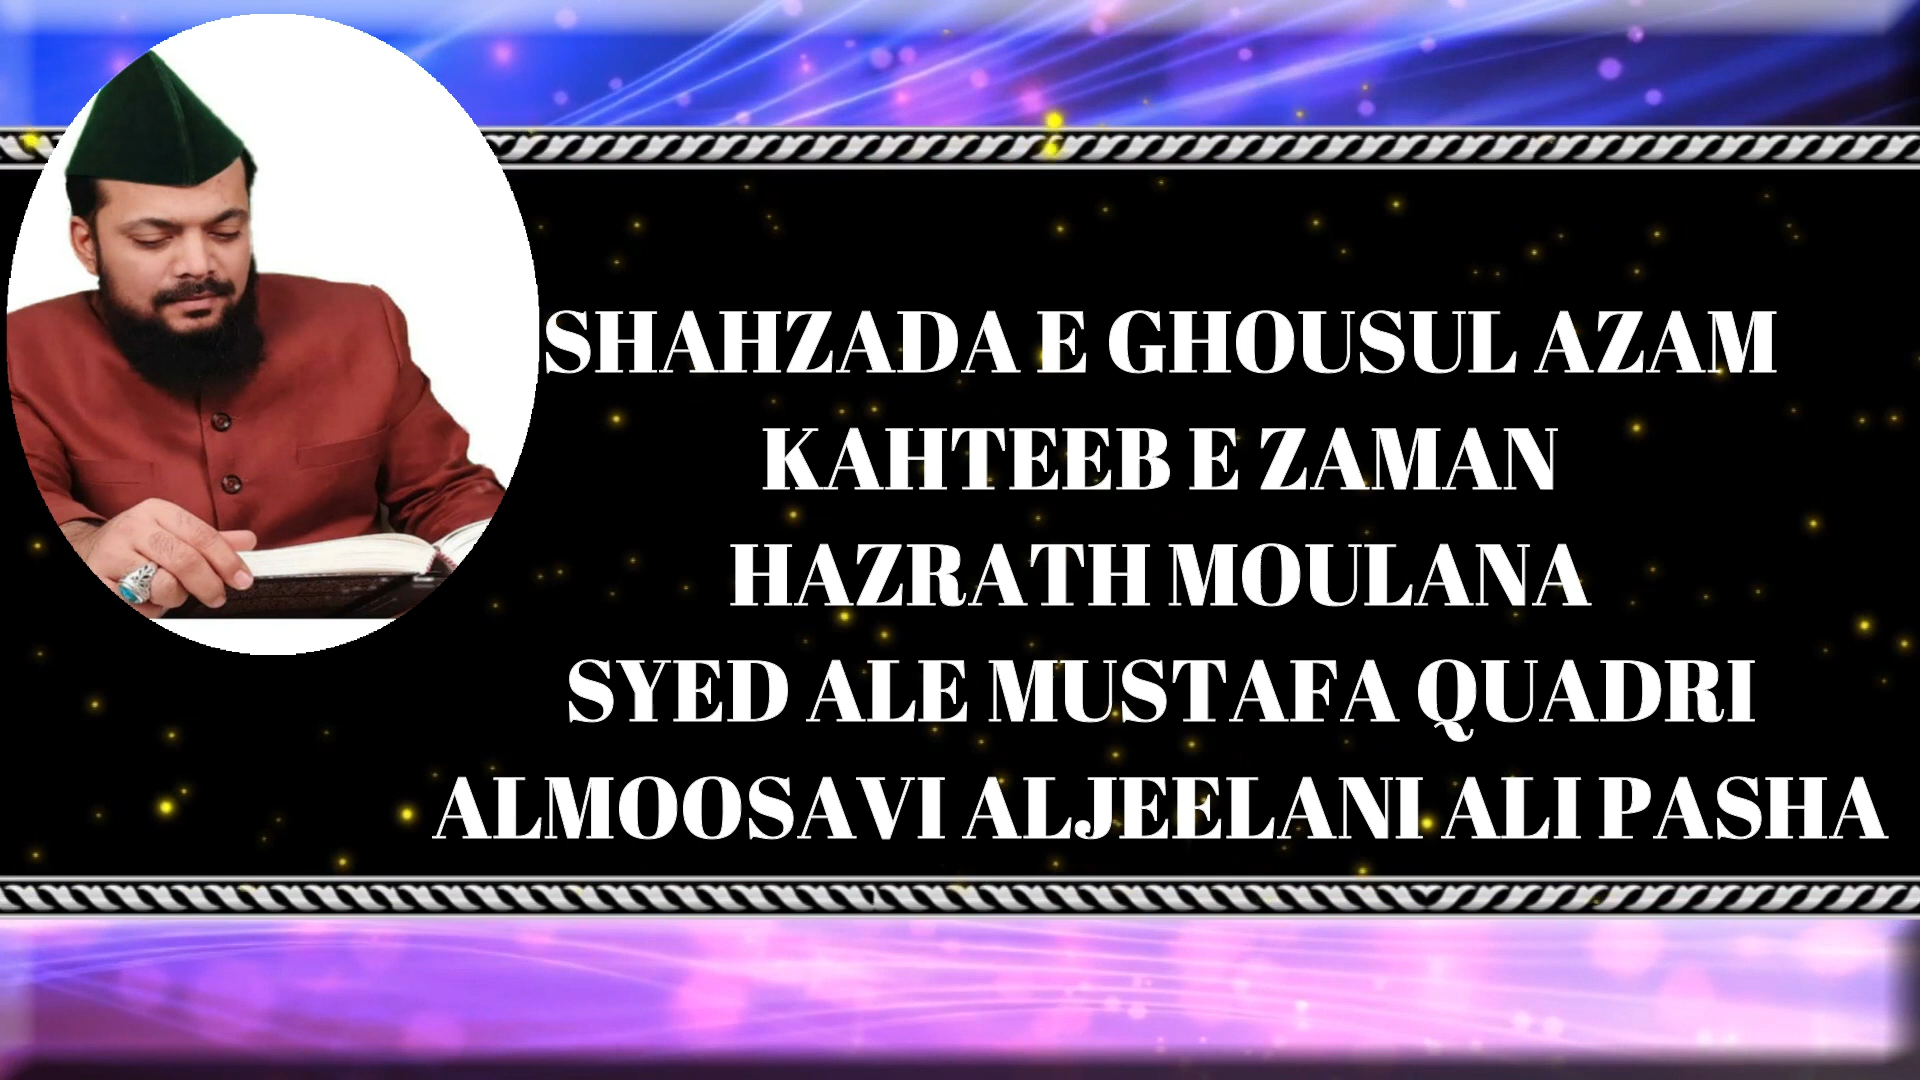 SHAHZADA E GHOUSUL AZAM
KAHTEEB E ZAMAN
HAZRATH MOULANA
SYED ALE MUSTAFA QUADRI
ALMOOSAVI ALJEELANI ALI PASHA